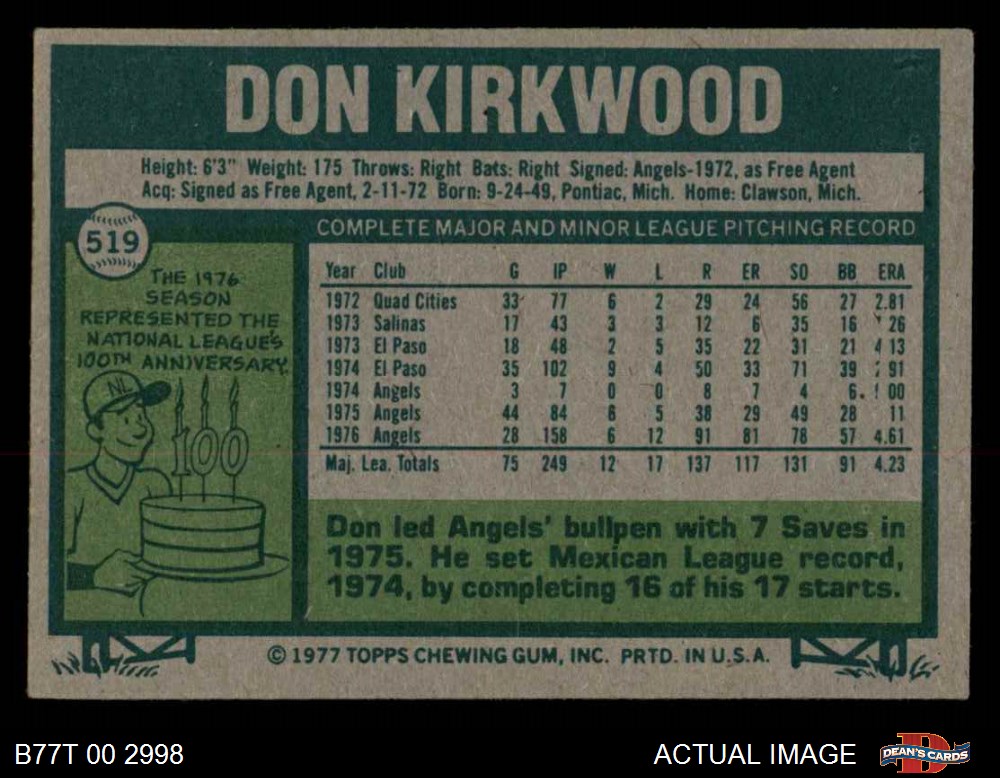 DON KIRKWOOD
Height: 6'3" Weight: 175 Throws: Right Bats: Right Signed: Angels-1972, as Free Agent
Acq: Signed as Free Agent, 2-11-72 Born: 9-24-49, Pontiac, Mich. Home: Clawson, Mich.
519
THE 1976
SEASON
REPRESENTED THE
NATIONAL LEAGUE'S
100TH ANNIVERSARY.
NL
100
COMPLETE MAJOR AND MINOR LEAGUE PITCHING RECORD
Year Club G IP W L R ER SO BB ERA
1972 Quad Cities 33 77 6 2 29 24 56 27 2.81
1973 Salinas 17 43 3 3 12 6 35 16 26
1973 El Paso 18 48 2 5 35 22 31 21 4 13
1974 El Paso 35 102 9 4 50 33 71 39 91
1974 Angels 3 7 0 0 8 7 4 6 00
1975 Angels 44 84 6 5 38 29 49 28 11
1976 Angels 28 158 6 12 91 81 78 57 4.61
Maj. Lea. Totals 75 249 12 17 137 117 131 91 4.23
Don led Angels' bullpen with 7 Saves in
1975. He set Mexican League record,
1974, by completing 16 of his 17 starts.
© 1977 TOPPS CHEWING GUM, INC. PRTD. IN U.S.A.
B77T 00 2998
ACTUAL IMAGE
D
DEAN'S CARDS